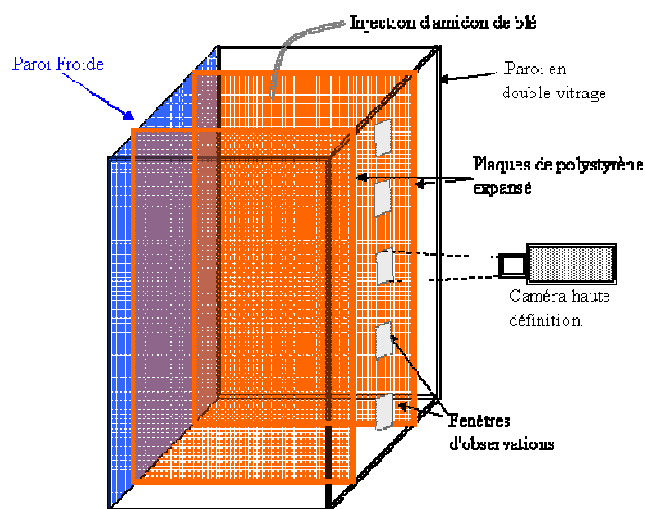 Injection d'amidon de blé
Paroi Froide
Paroi en
double vitrage
Plaques de polystyrène
expansé
Caméra haute
définition
Fenêtres
d'observations